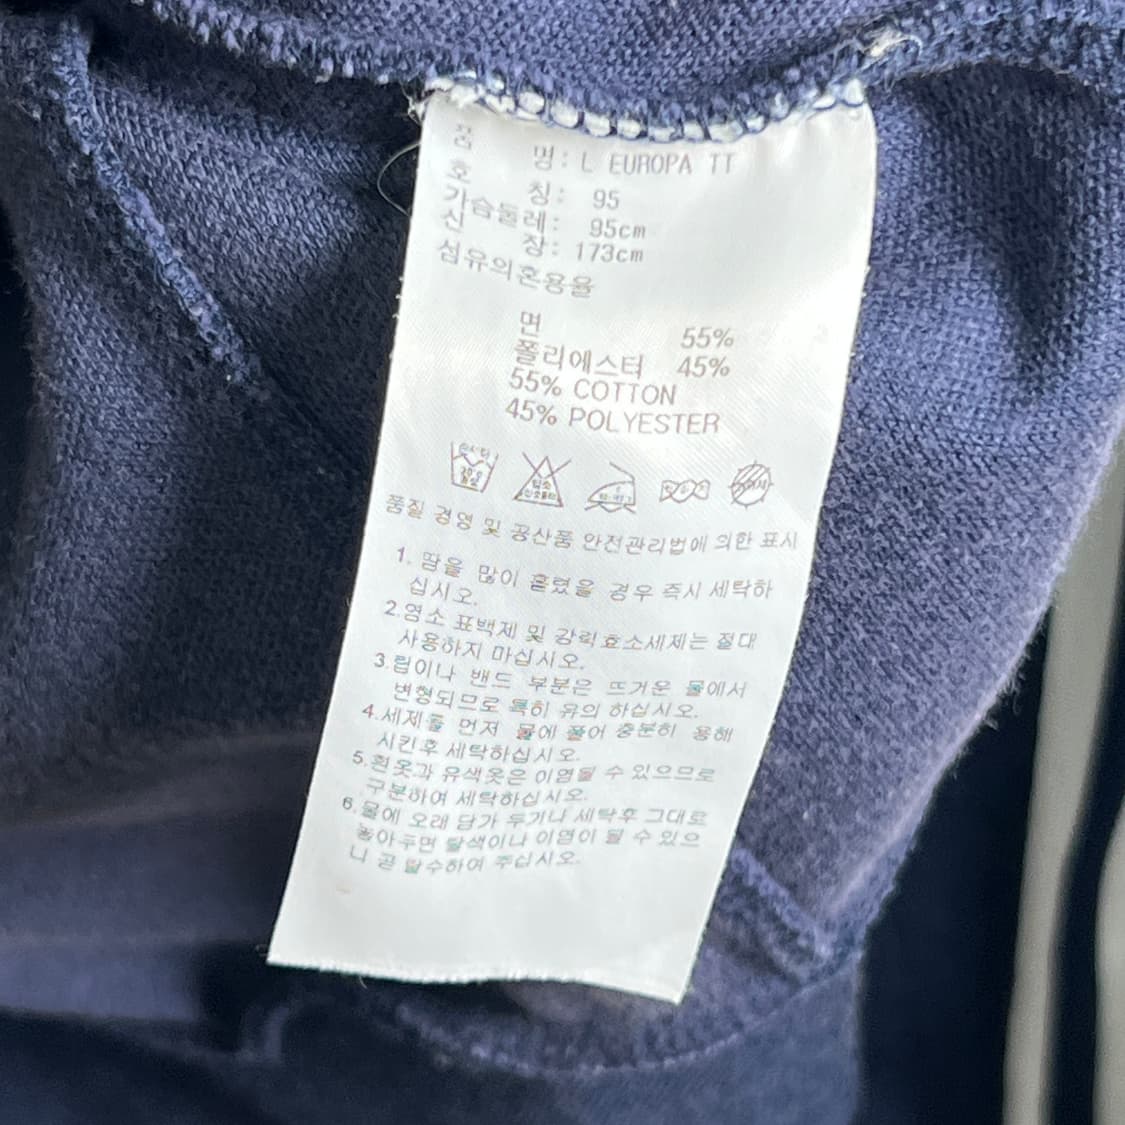 품 명: L EUROPA TT
호 칭: 95
가슴둘레: 95cm
신 장: 173cm
섬유의혼용율
면 55%
폴리에스터 45%
55% COTTON
45% POLYESTER
품질 경영 및 공산품 안전관리법에 의한 표시
1. 땀을 많이 흘렸을 경우 즉시 세탁하
십시오.
2.염소 표백제 및 강력효소세제는 절대
사용하지 마십시오.
3.립이나 밴드 부분은 뜨거운 물에서
변형되므로 특히 유의 하십시오.
4.세제를 먼저 물에 풀어 충분히 용해
시킨후 세탁하십시오.
5.흰옷과 유색옷은 이염될 수 있으므로
구분하여 세탁하십시오.
6.물에 오래 담가 두거나 세탁후 그대로
놓아두면 탈색이나 이염이 될 수 있으
니 곧 탈수하여 주십시오.